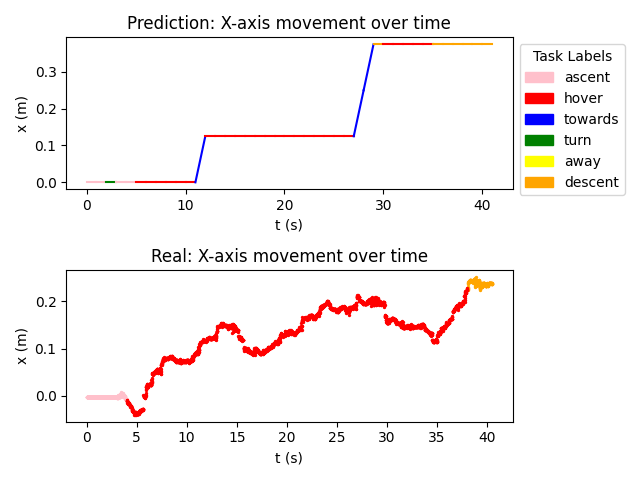 Prediction: X-axis movement over time
0.3
0.2
0.1
0.0
x (m)
0 10 20 30 40
t (s)
Task Labels
ascent
hover
towards
turn
away
descent
Real: X-axis movement over time
0.2
0.1
0.0
x (m)
0 5 10 15 20 25 30 35 40
t (s)